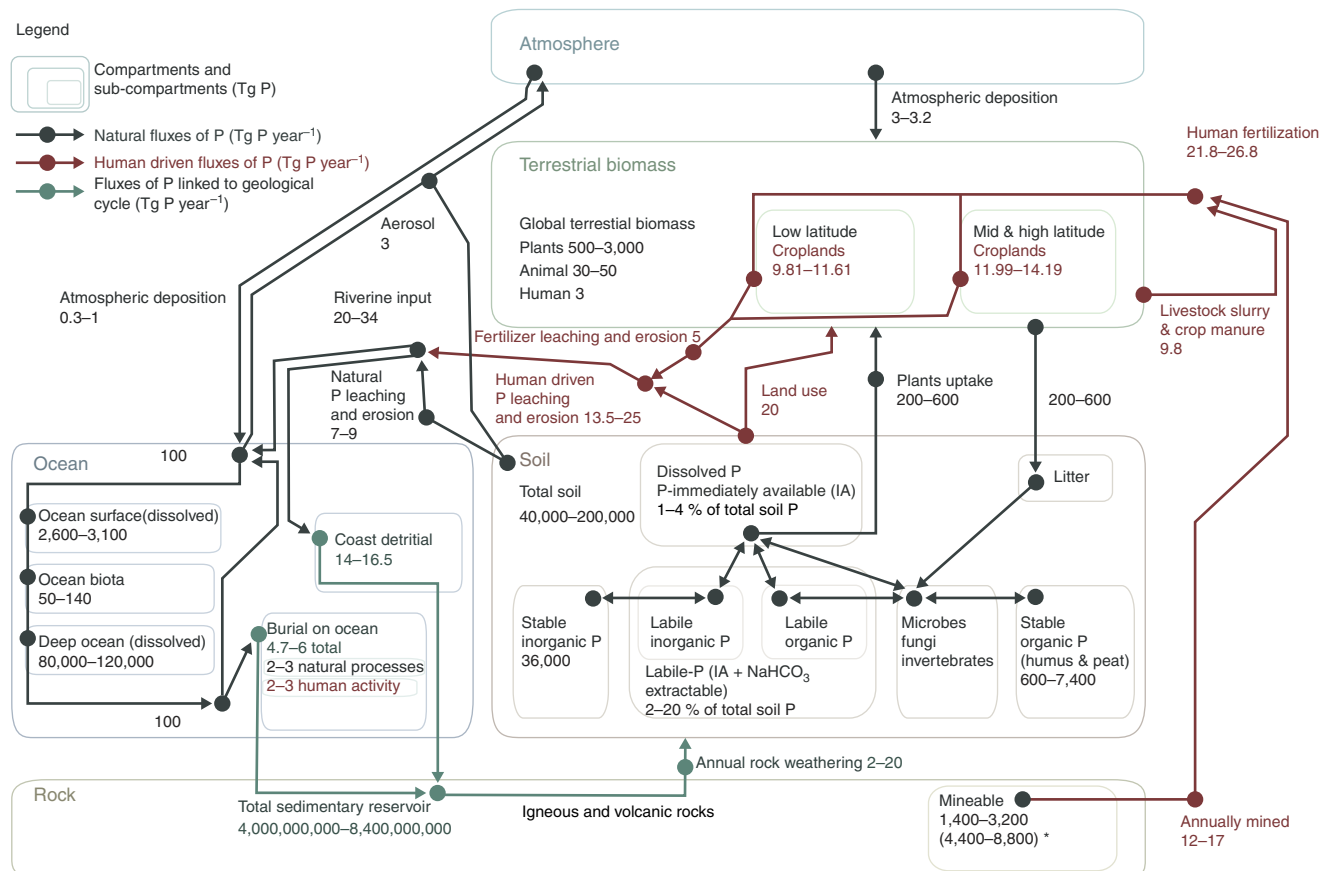 Legend
Compartments and
sub-compartments (Tg P)
Natural fluxes of P (Tg P year⁻¹)
Human driven fluxes of P (Tg P year⁻¹)
Fluxes of P linked to geological
cycle (Tg P year⁻¹)
Atmosphere
Atmospheric deposition
3–3.2
Human fertilization
21.8–26.8
Terrestrial biomass
Global terrestial biomass
Plants 500–3,000
Animal 30–50
Human 3
Low latitude
Croplands
9.81–11.61
Mid & high latitude
Croplands
11.99–14.19
Aerosol
3
Atmospheric deposition
0.3–1
Riverine input
20–34
Livestock slurry
& crop manure
9.8
Fertilizer leaching and erosion 5
Natural
P leaching
and erosion
7–9
Human driven
P leaching
and erosion 13.5–25
Land use
20
Plants uptake
200–600
200–600
Ocean
100
Ocean surface(dissolved)
2,600–3,100
Ocean biota
50–140
Deep ocean (dissolved)
80,000–120,000
100
Coast detritial
14–16.5
Burial on ocean
4.7–6 total
2–3 natural processes
2–3 human activity
Soil
Total soil
40,000–200,000
Dissolved P
P-immediately available (IA)
1–4 % of total soil P
Litter
Stable
inorganic P
36,000
Labile
inorganic P
Labile
organic P
Labile-P (IA + NaHCO₃
extractable)
2–20 % of total soil P
Microbes
fungi
invertebrates
Stable
organic P
(humus & peat)
600–7,400
Annual rock weathering 2–20
Rock
Total sedimentary reservoir
4,000,000,000–8,400,000,000
Igneous and volcanic rocks
Mineable
1,400–3,200
(4,400–8,800) *
Annually mined
12–17